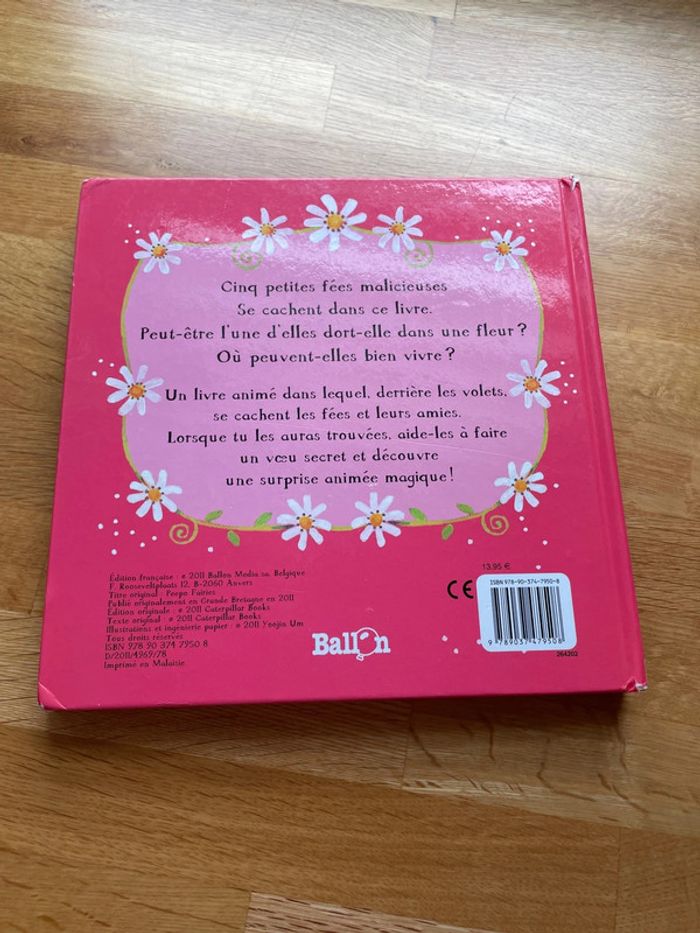 Cinq petites fées malicieuses
Se cachent dans ce livre.
Peut-être l'une d'elles dort-elle dans une fleur ?
Où peuvent-elles bien vivre ?
Un livre animé dans lequel, derrière les volets,
se cachent les fées et leurs amies.
Lorsque tu les auras trouvées, aide-les à faire
un vœu secret et découvre
une surprise animée magique !
Édition française : © 2011 Ballon Media sa, Belgique
F. Rooseveltplaats 12, B-2060 Anvers
Titre original : Peepo Fairies
Publié originalement en Grande Bretagne en 2011
Édition originale : © 2011 Caterpillar Books
Texte original : © 2011 Caterpillar Books
Illustrations et ingénierie papier : © 2011 Yoojin Um
Tous droits réservés
ISBN 978 90 374 7950 8
D/2011/4969/78
Imprimé en Malaisie
Ballon
13.95 €
CE
ISBN 978-90-374-7950-8
9 789037 479508
264202